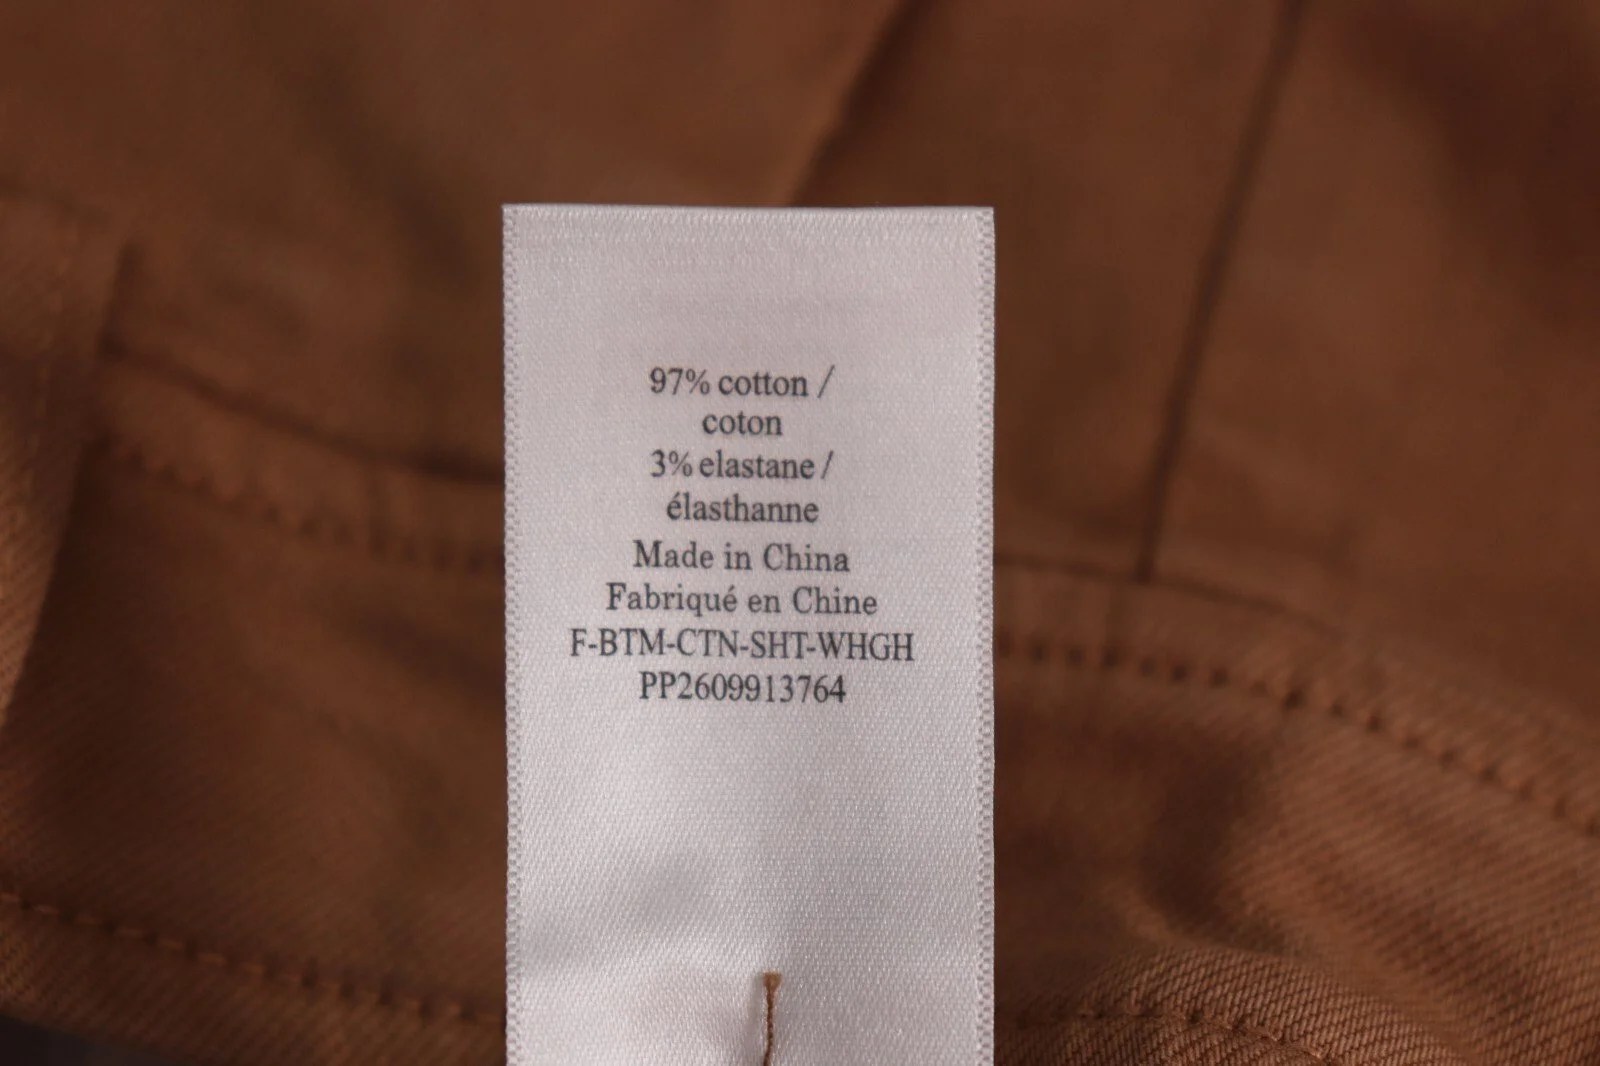 97% cotton /
coton
3% elastane /
élasthanne
Made in China
Fabriqué en Chine
F-BTM-CTN-SHT-WHGH
PP2609913764